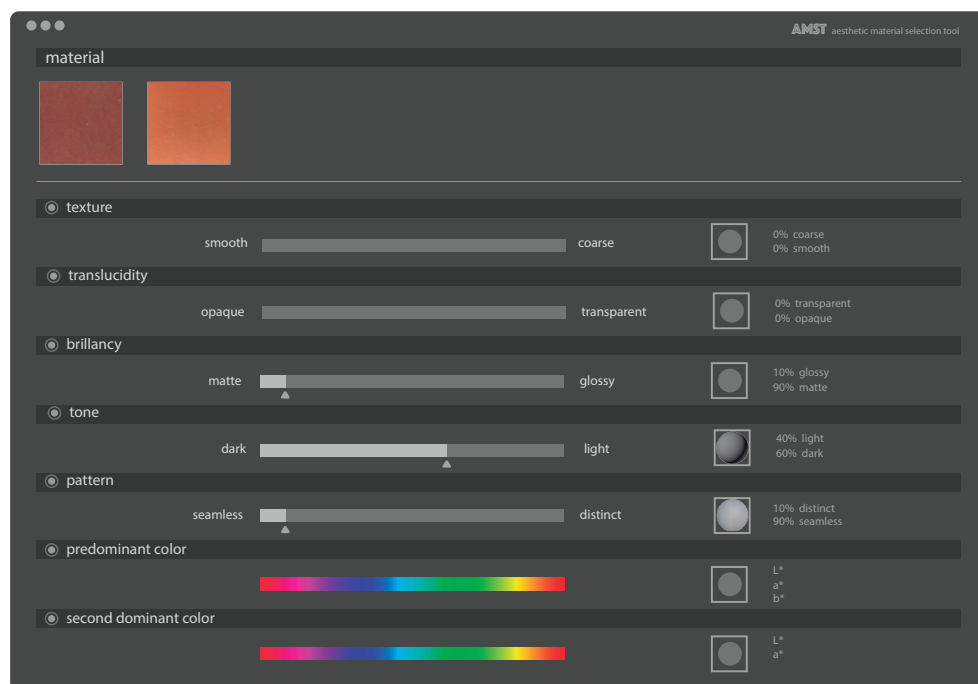 AMST aesthetic material selection tool
material
texture
smooth coarse
0% coarse
0% smooth
translucidity
opaque transparent
0% transparent
0% opaque
brillancy
matte glossy
10% glossy
90% matte
tone
dark light
40% light
60% dark
pattern
seamless distinct
10% distinct
90% seamless
predominant color
L*
a*
b*
second dominant color
L*
a*